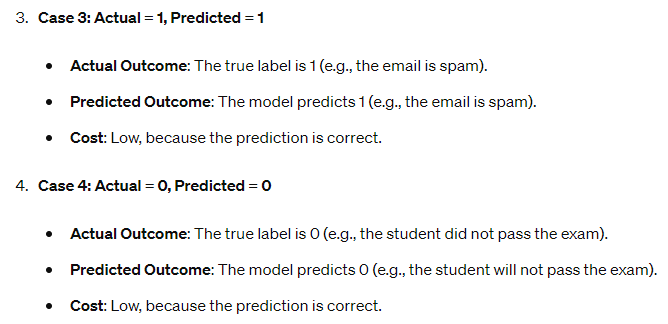 3. Case 3: Actual = 1, Predicted = 1
• Actual Outcome: The true label is 1 (e.g., the email is spam).
• Predicted Outcome: The model predicts 1 (e.g., the email is spam).
• Cost: Low, because the prediction is correct.
4. Case 4: Actual = 0, Predicted = 0
• Actual Outcome: The true label is 0 (e.g., the student did not pass the exam).
• Predicted Outcome: The model predicts 0 (e.g., the student will not pass the exam).
• Cost: Low, because the prediction is correct.